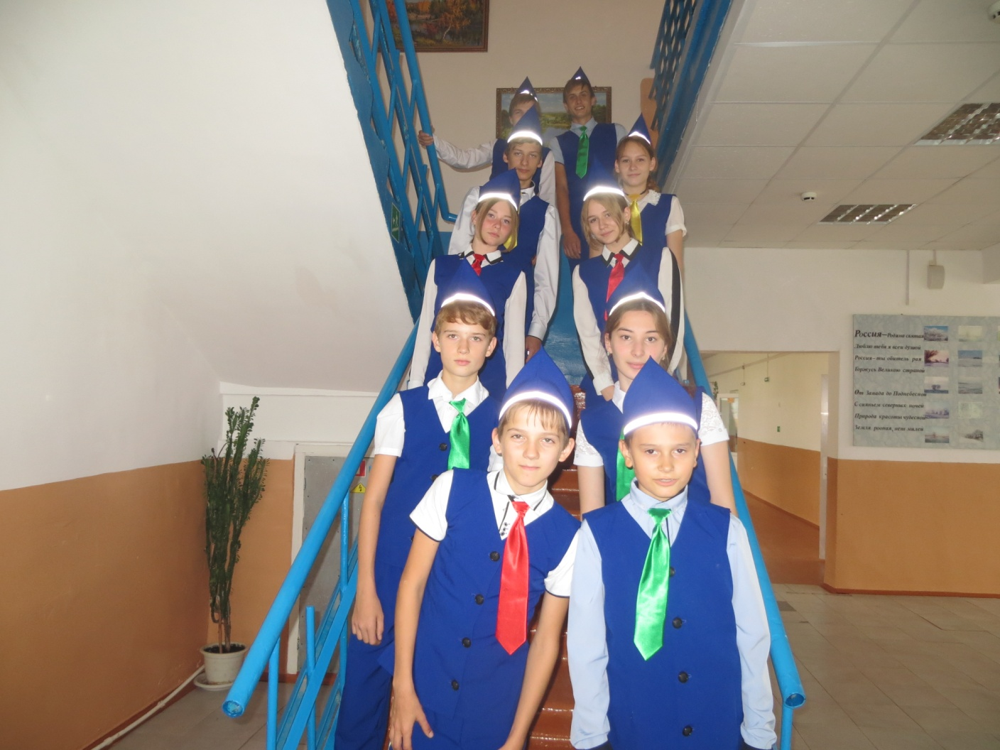 Россия–Родина святая
Люблю тебя я всей душой
Россия–ты обитель рая
Горжусь Великою страной
От Запада до Поднебесной
С сияньем северных ночей
Природа красоты чудесной
Земля родная, нет милей